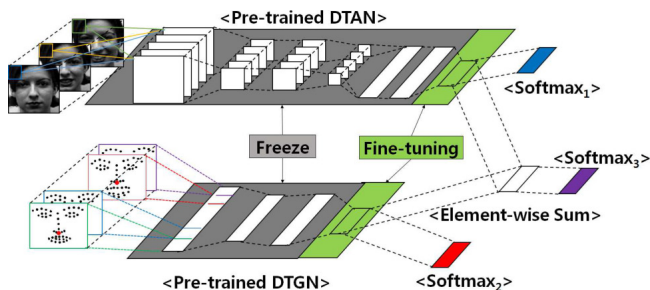 <Pre-trained DTAN>
<Softmax1>
Freeze
Fine-tuning
<Softmax3>
<Element-wise Sum>
<Pre-trained DTGN>
<Softmax2>